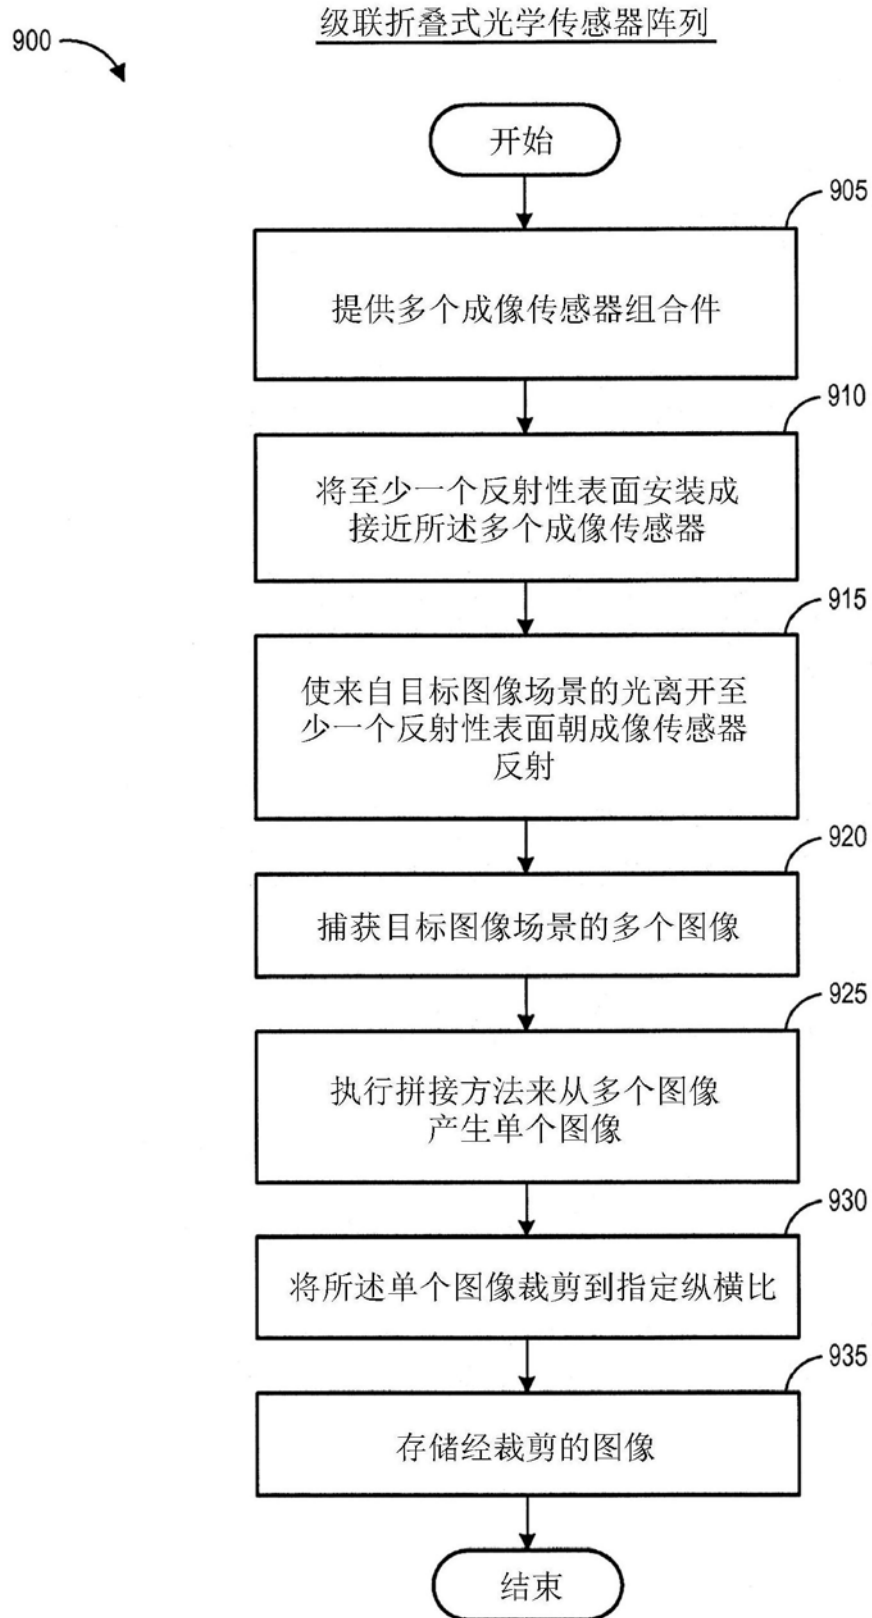 级联折叠式光学传感器阵列
900
开始
905
提供多个成像传感器组合件
910
将至少一个反射性表面安装成
接近所述多个成像传感器
915
使来自目标图像场景的光离开至
少一个反射性表面朝成像传感器
反射
920
捕获目标图像场景的多个图像
925
执行拼接方法来从多个图像
产生单个图像
930
将所述单个图像裁剪到指定纵横比
935
存储经裁剪的图像
结束